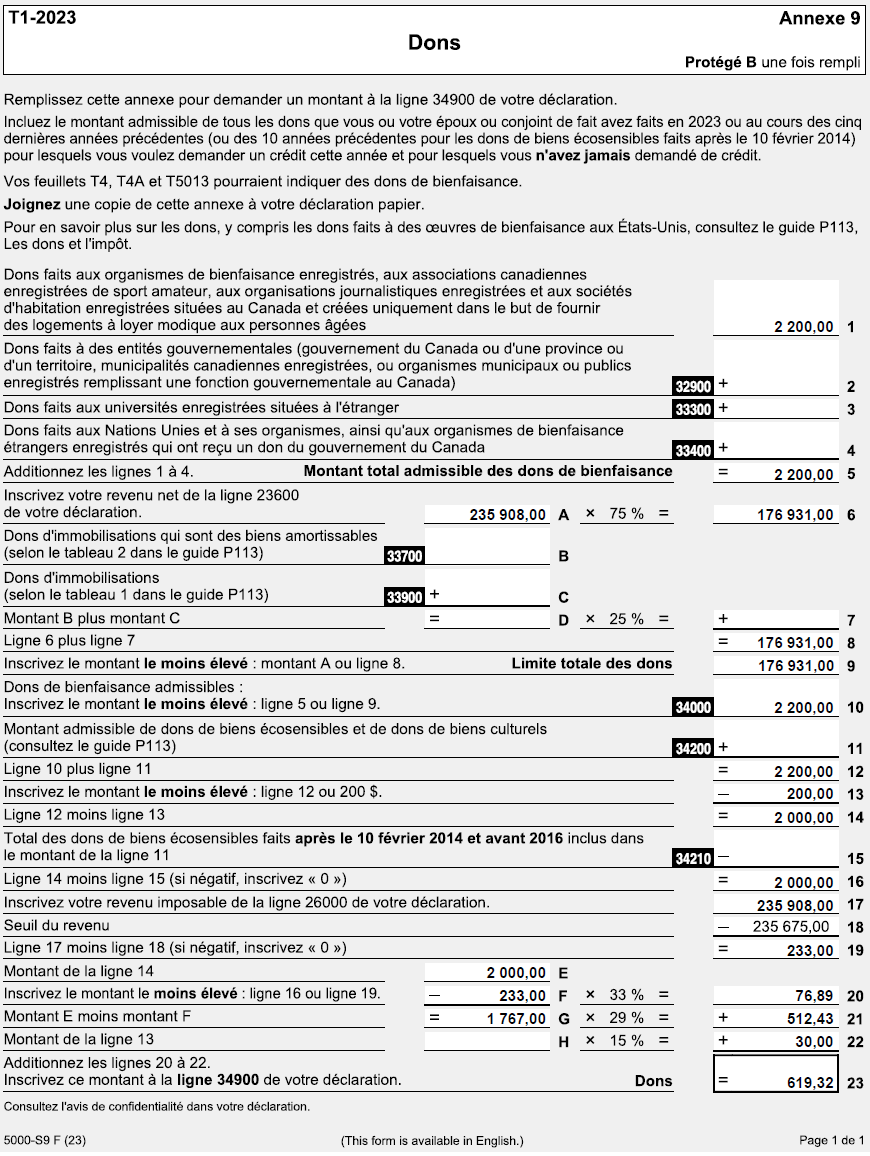 T1-2023 Annexe 9
Dons
Protégé B une fois rempli
Remplissez cette annexe pour demander un montant à la ligne 34900 de votre déclaration.
Incluez le montant admissible de tous les dons que vous ou votre époux ou conjoint de fait avez faits en 2023 ou au cours des cinq
dernières années précédentes (ou des 10 années précédentes pour les dons de biens écosensibles faits après le 10 février 2014)
pour lesquels vous voulez demander un crédit cette année et pour lesquels vous n'avez jamais demandé de crédit.
Vos feuillets T4, T4A et T5013 pourraient indiquer des dons de bienfaisance.
Joignez une copie de cette annexe à votre déclaration papier.
Pour en savoir plus sur les dons, y compris les dons faits à des œuvres de bienfaisance aux États-Unis, consultez le guide P113,
Les dons et l'impôt.
Dons faits aux organismes de bienfaisance enregistrés, aux associations canadiennes
enregistrées de sport amateur, aux organisations journalistiques enregistrées et aux sociétés
d'habitation enregistrées situées au Canada et créées uniquement dans le but de fournir
des logements à loyer modique aux personnes âgées 2 200,00 1
Dons faits à des entités gouvernementales (gouvernement du Canada ou d'une province ou
d'un territoire, municipalités canadiennes enregistrées, ou organismes municipaux ou publics
enregistrés remplissant une fonction gouvernementale au Canada) 32900 + 2
Dons faits aux universités enregistrées situées à l'étranger 33300 + 3
Dons faits aux Nations Unies et à ses organismes, ainsi qu'aux organismes de bienfaisance
étrangers enregistrés qui ont reçu un don du gouvernement du Canada 33400 + 4
Additionnez les lignes 1 à 4. Montant total admissible des dons de bienfaisance = 2 200,00 5
Inscrivez votre revenu net de la ligne 23600
de votre déclaration. 235 908,00 A × 75 % = 176 931,00 6
Dons d'immobilisations qui sont des biens amortissables
(selon le tableau 2 dans le guide P113) 33700 B
Dons d'immobilisations
(selon le tableau 1 dans le guide P113) 33900 + C
Montant B plus montant C = D × 25 % = + 7
Ligne 6 plus ligne 7 = 176 931,00 8
Inscrivez le montant le moins élevé : montant A ou ligne 8. Limite totale des dons 176 931,00 9
Dons de bienfaisance admissibles :
Inscrivez le montant le moins élevé : ligne 5 ou ligne 9. 34000 2 200,00 10
Montant admissible de dons de biens écosensibles et de dons de biens culturels
(consultez le guide P113) 34200 + 11
Ligne 10 plus ligne 11 = 2 200,00 12
Inscrivez le montant le moins élevé : ligne 12 ou 200 $. – 200,00 13
Ligne 12 moins ligne 13 = 2 000,00 14
Total des dons de biens écosensibles faits après le 10 février 2014 et avant 2016 inclus dans
le montant de la ligne 11 34210 – 15
Ligne 14 moins ligne 15 (si négatif, inscrivez « 0 ») = 2 000,00 16
Inscrivez votre revenu imposable de la ligne 26000 de votre déclaration. 235 908,00 17
Seuil du revenu – 235 675,00 18
Ligne 17 moins ligne 18 (si négatif, inscrivez « 0 ») = 233,00 19
Montant de la ligne 14 2 000,00 E
Inscrivez le montant le moins élevé : ligne 16 ou ligne 19. – 233,00 F × 33 % = 76,89 20
Montant E moins montant F = 1 767,00 G × 29 % = + 512,43 21
Montant de la ligne 13 H × 15 % = + 30,00 22
Additionnez les lignes 20 à 22.
Inscrivez ce montant à la ligne 34900 de votre déclaration. Dons = 619,32 23
Consultez l'avis de confidentialité dans votre déclaration.
5000-S9 F (23) (This form is available in English.) Page 1 de 1